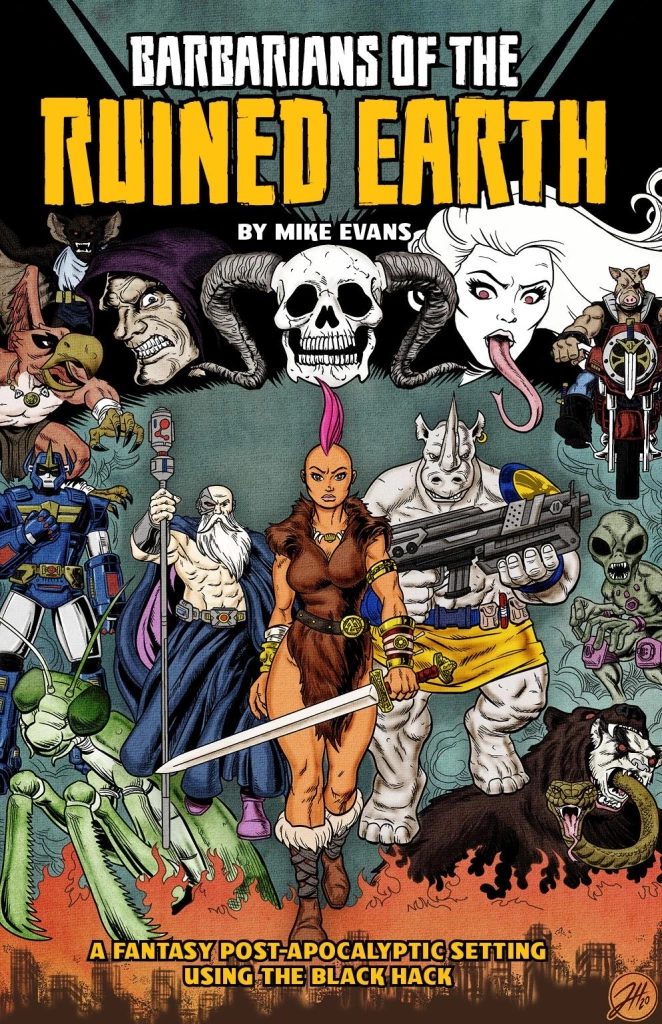 BARBARIANS OF THE
RUINED EARTH
BY MIKE EVANS
A FANTASY POST-APOCALYPTIC SETTING
USING THE BLACK HACK